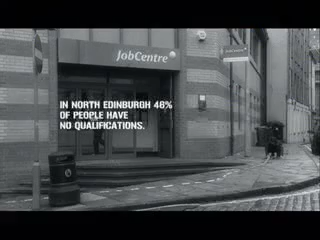 JobCentre
IN NORTH EDINBURGH 46%
OF PEOPLE HAVE
NO QUALIFICATIONS.